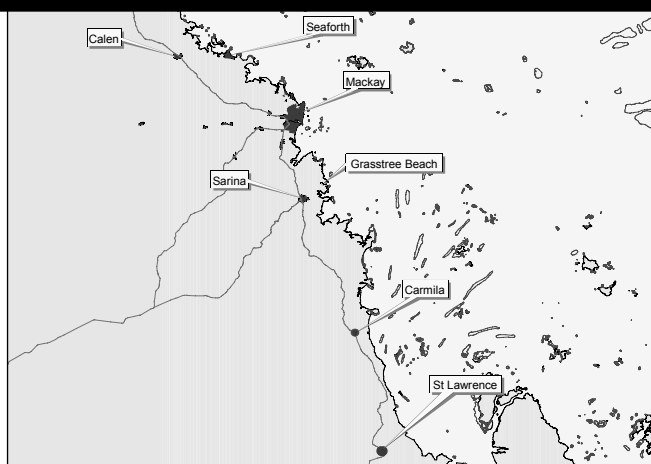 Seaforth
Calen
Mackay
Grasstree Beach
Sarina
Carmila
St Lawrence